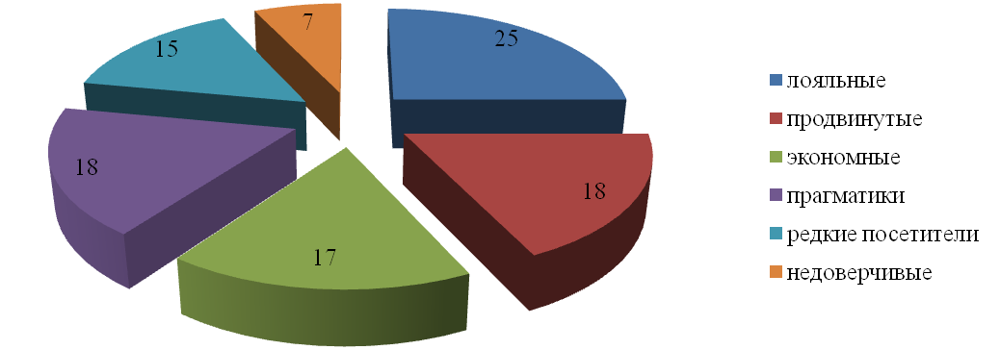 7
25
15
18
18
17
лояльные
продвинутые
экономные
прагматики
редкие посетители
недоверчивые